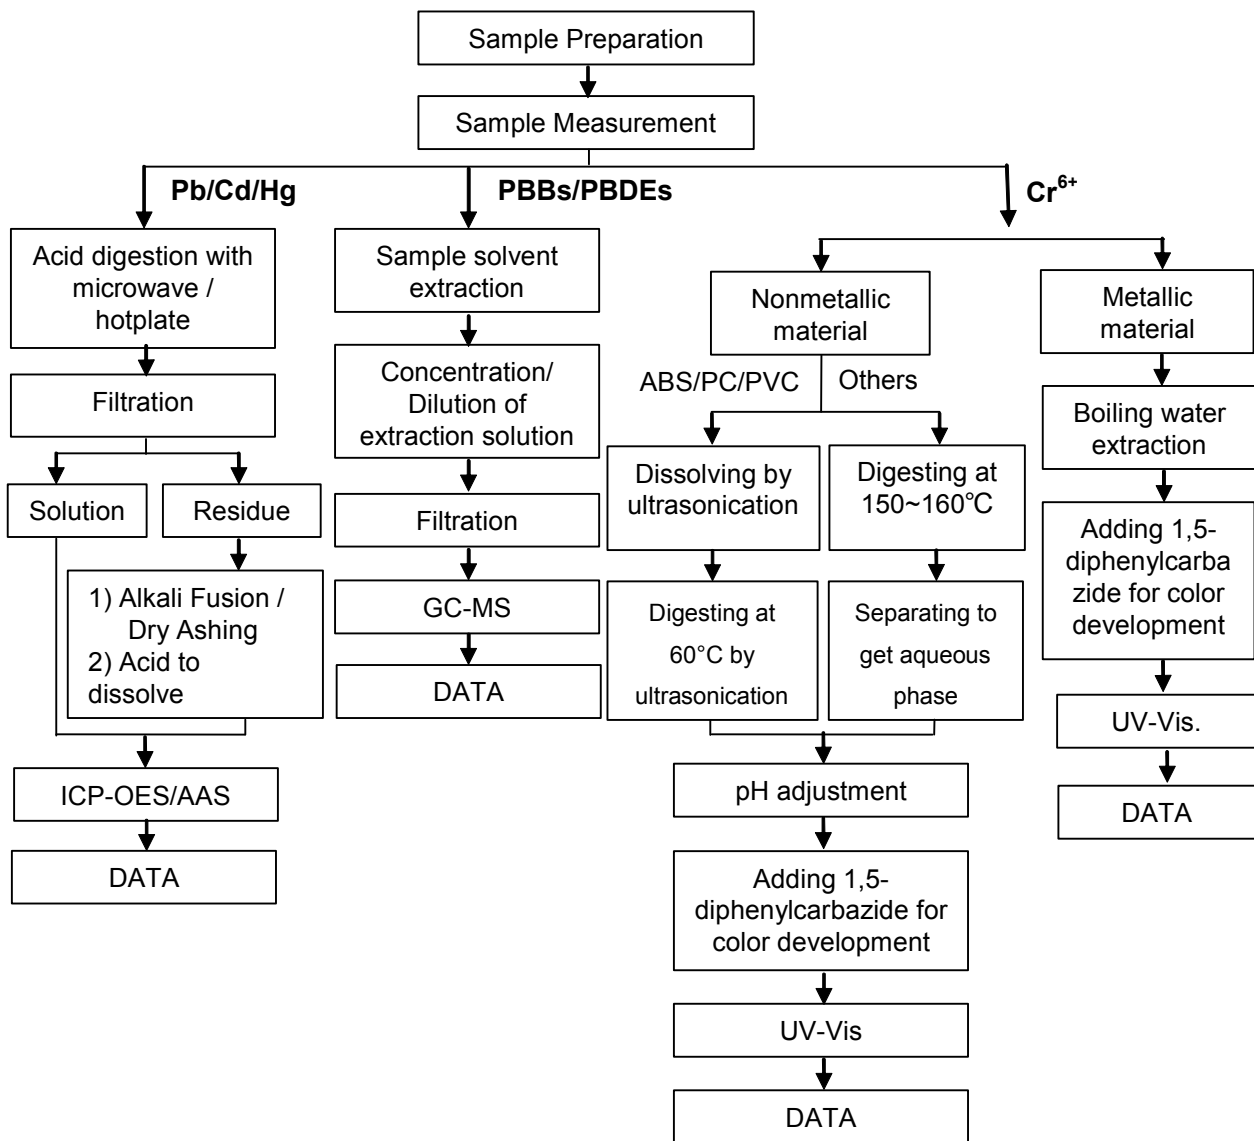 Sample Preparation
Sample Measurement
Pb/Cd/Hg
PBBs/PBDEs
Cr6+
Acid digestion with
microwave /
hotplate
Filtration
Solution
Residue
1) Alkali Fusion /
Dry Ashing
2) Acid to
dissolve
ICP-OES/AAS
DATA
Sample solvent
extraction
Concentration/
Dilution of
extraction solution
Filtration
GC-MS
DATA
Nonmetallic
material
ABS/PC/PVC
Others
Dissolving by
ultrasonication
Digesting at
60°C by
ultrasonication
Digesting at
150~160℃
Separating to
get aqueous
phase
pH adjustment
Adding 1,5-
diphenylcarbazide for
color development
UV-Vis
DATA
Metallic
material
Boiling water
extraction
Adding 1,5-
diphenylcarba
zide for color
development
UV-Vis.
DATA